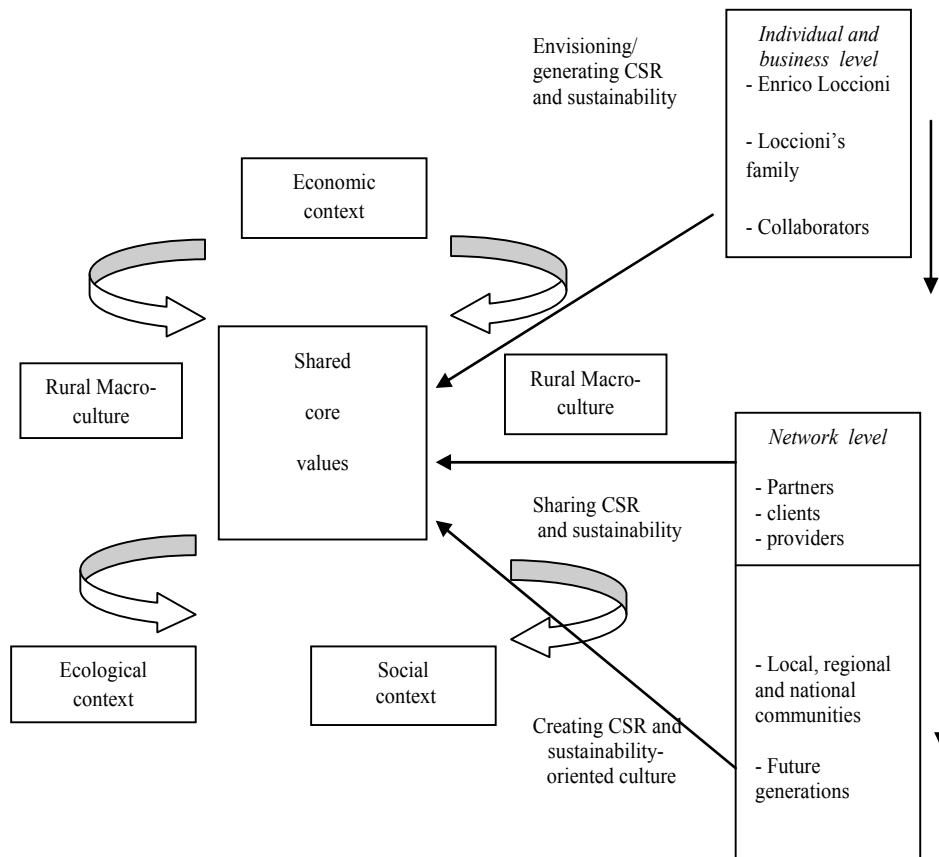 Envisioning/
generating CSR
and sustainability
Individual and
business level
- Enrico Loccioni
- Loccioni's
family
- Collaborators
Economic
context
Shared
core
values
Rural Macro-
culture
Rural Macro-
culture
Network level
- Partners
- clients
- providers
Sharing CSR
and sustainability
Ecological
context
Social
context
- Local, regional
and national
communities
- Future
generations
Creating CSR and
sustainability-
oriented culture